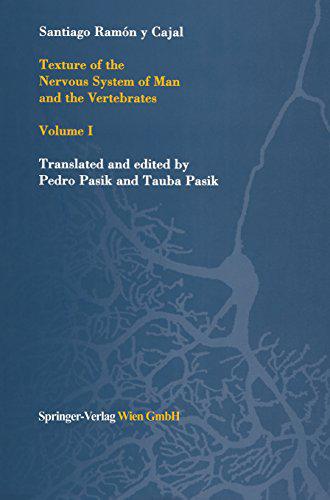 Santiago Ramón y Cajal
Texture of the
Nervous System of Man
and the Vertebrates
Volume I
Translated and edited by
Pedro Pasik and Tauba Pasik
Springer-Verlag Wien GmbH